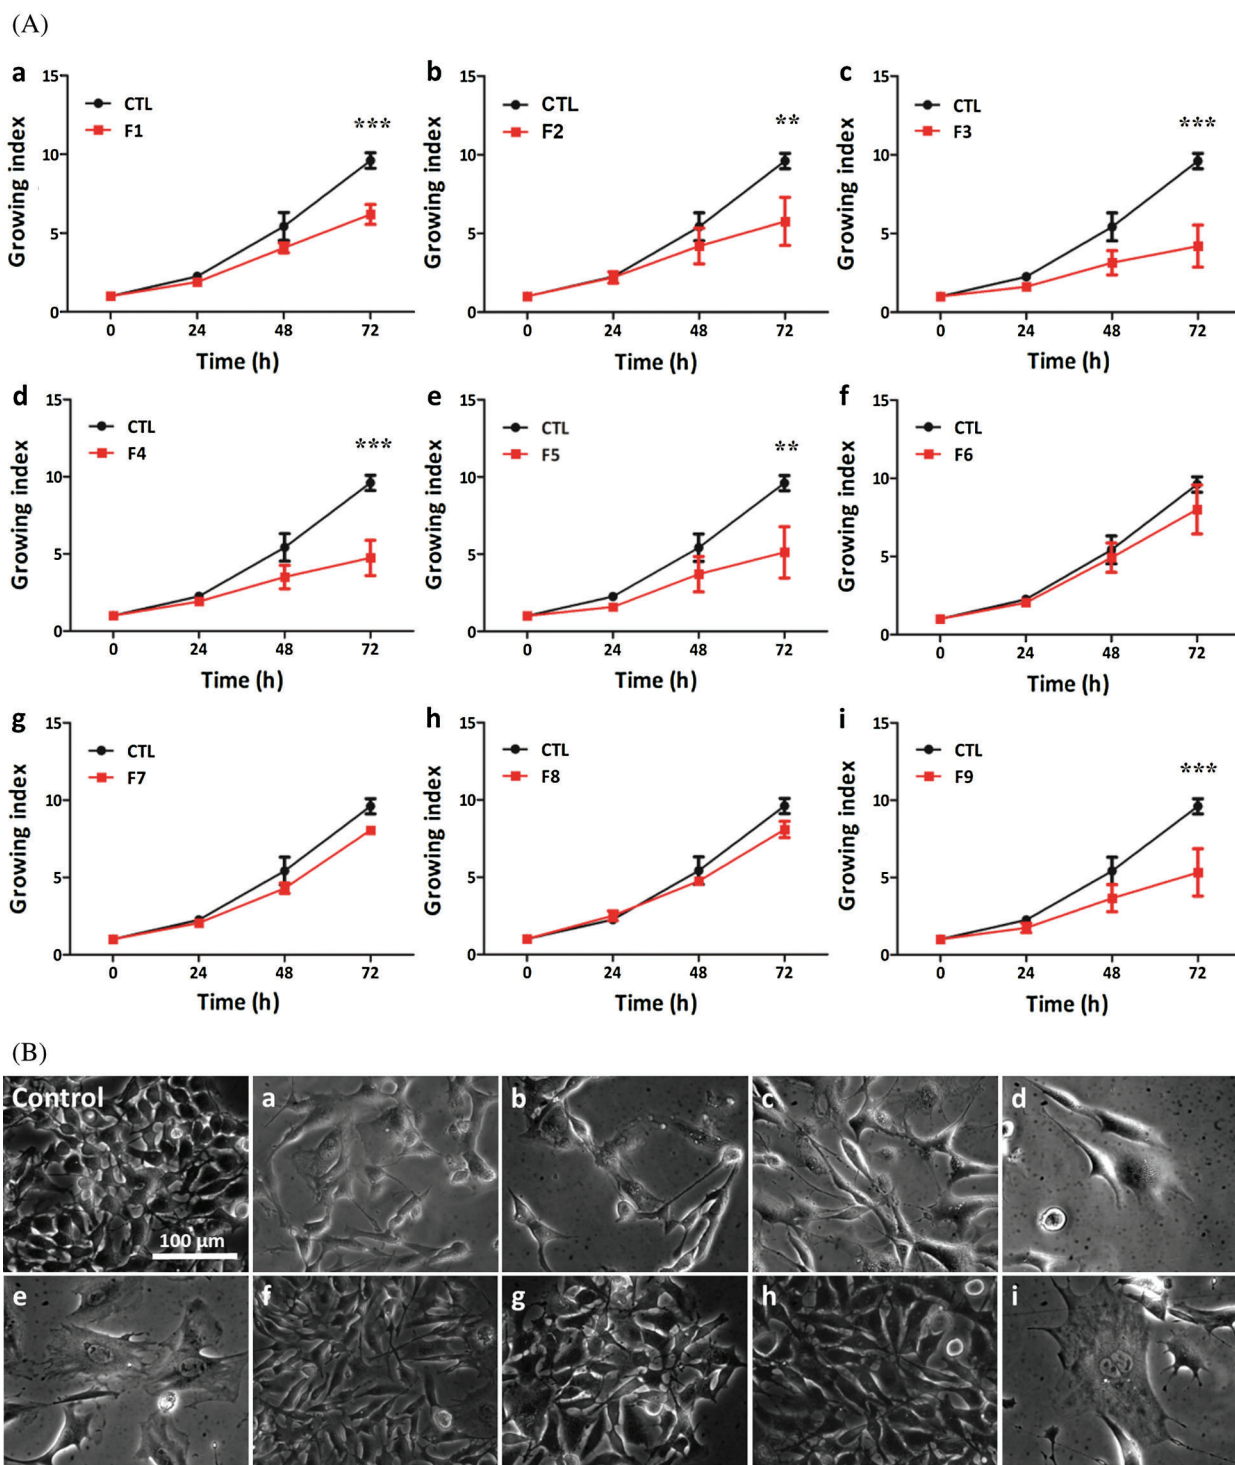 (A)
a
15
10
5
0
CTL
F1
***
Growing index
0 24 48 72
Time (h)
b
15
10
5
0
CTL
F2
**
Growing index
0 24 48 72
Time (h)
c
15
10
5
0
CTL
F3
***
Growing index
0 24 48 72
Time (h)
d
15
10
5
0
CTL
F4
***
Growing index
0 24 48 72
Time (h)
e
15
10
5
0
CTL
F5
**
Growing index
0 24 48 72
Time (h)
f
15
10
5
0
CTL
F6
Growing index
0 24 48 72
Time (h)
g
15
10
5
0
CTL
F7
Growing index
0 24 48 72
Time (h)
h
15
10
5
0
CTL
F8
Growing index
0 24 48 72
Time (h)
i
15
10
5
0
CTL
F9
***
Growing index
0 24 48 72
Time (h)
(B)
Control
100 µm
a
b
c
d
e
f
g
h
i